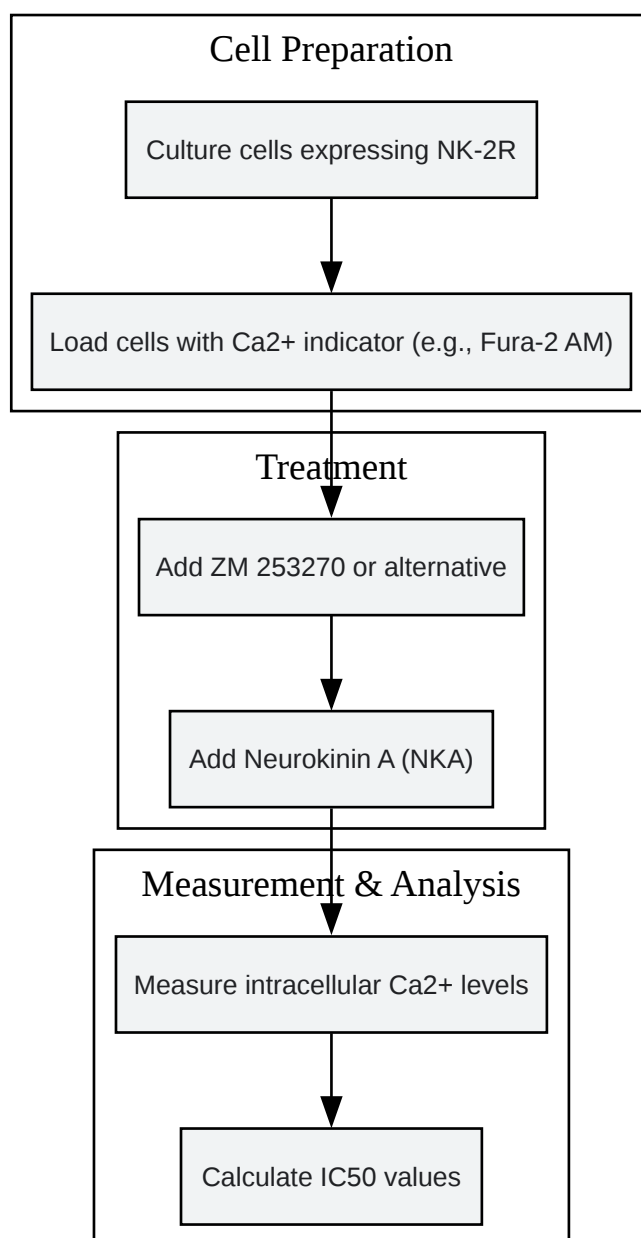 Cell Preparation
Culture cells expressing NK-2R
Load cells with Ca2+ indicator (e.g., Fura-2 AM)
Treatment
Add ZM 253270 or alternative
Add Neurokinin A (NKA)
Measurement & Analysis
Measure intracellular Ca2+ levels
Calculate IC50 values